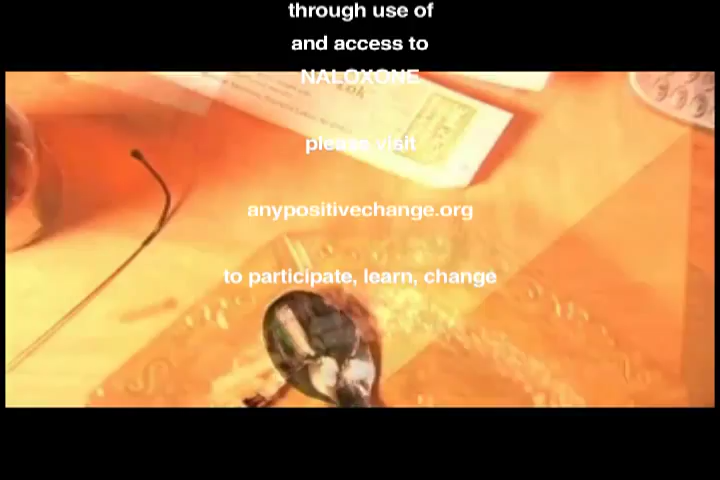 through use of
and access to
NALOXONE
please visit
anypositivechange.org
to participate, learn, change